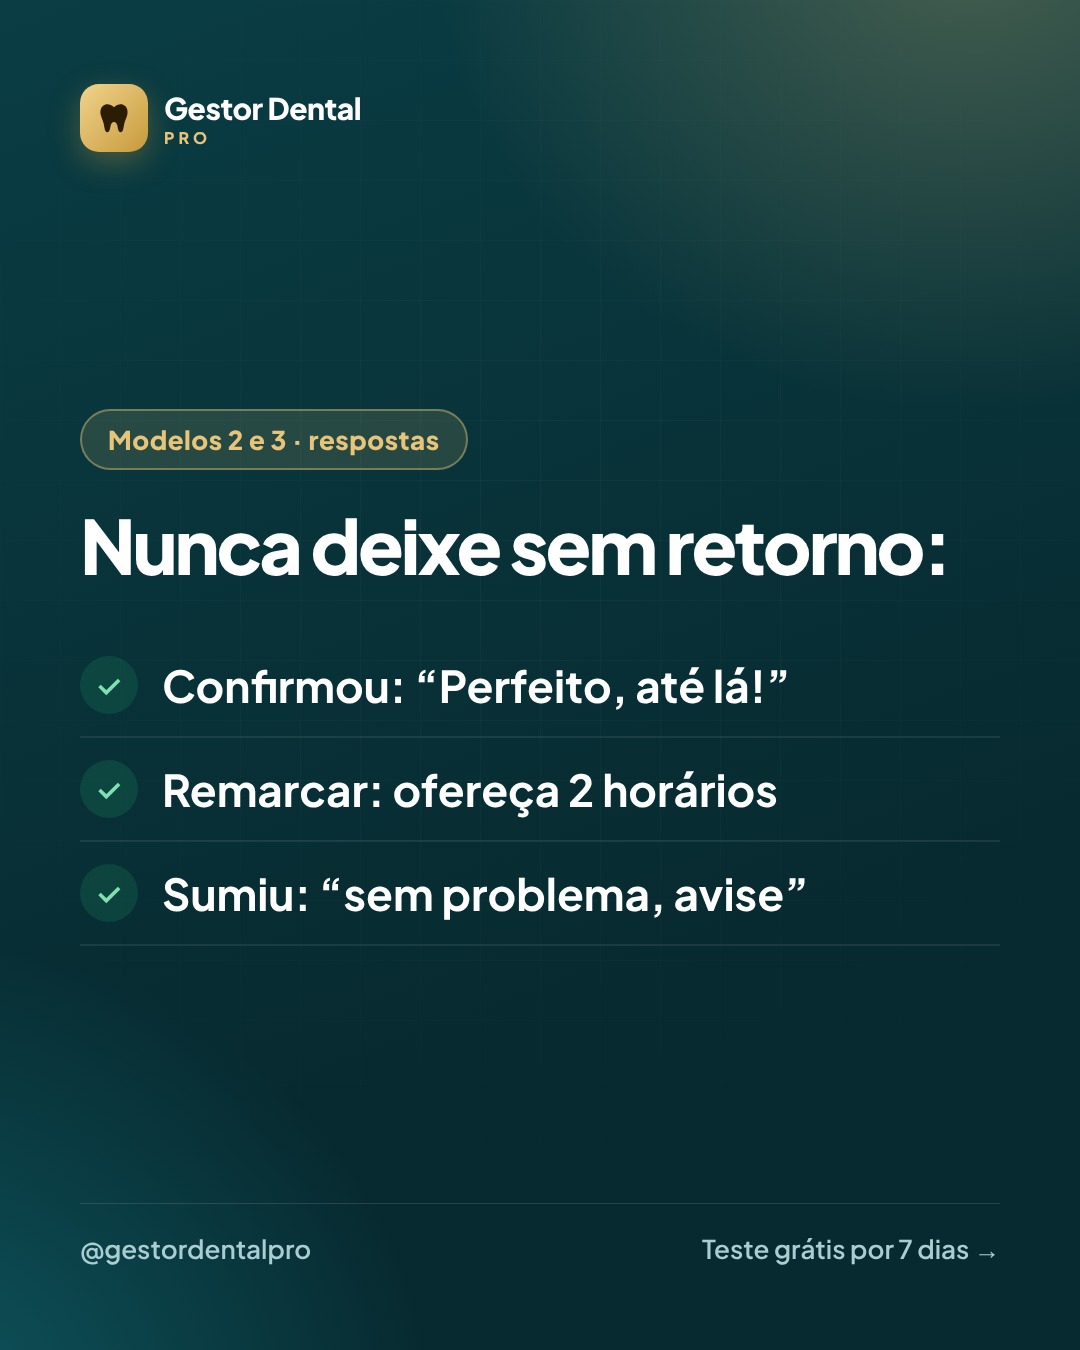 Gestor Dental
PRO
Modelos 2 e 3 · respostas
Nunca deixe sem retorno:
Confirmou: “Perfeito, até lá!”
Remarcar: ofereça 2 horários
Sumiu: “sem problema, avise”
@gestordentalpro
Teste grátis por 7 dias →